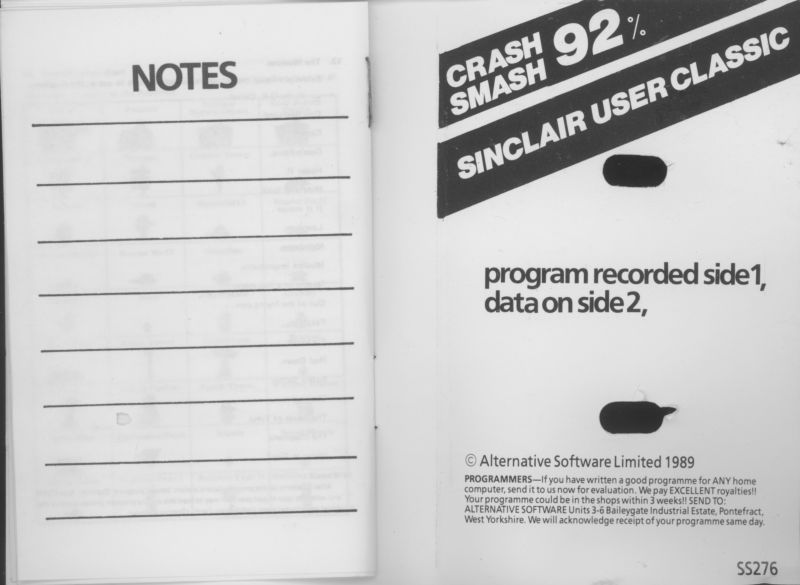 NOTES
CRASH
SMASH 92%
SINCLAIR USER CLASSIC
program recorded side1,
data on side2,
© Alternative Software Limited 1989
PROGRAMMERS—If you have written a good programme for ANY home
computer, send it to us now for evaluation. We pay EXCELLENT royalties!!
Your programme could be in the shops within 3 weeks!! SEND TO:
ALTERNATIVE SOFTWARE Units 3-6 Baileygate Industrial Estate, Pontefract,
West Yorkshire. We will acknowledge receipt of your programme same day.
SS276